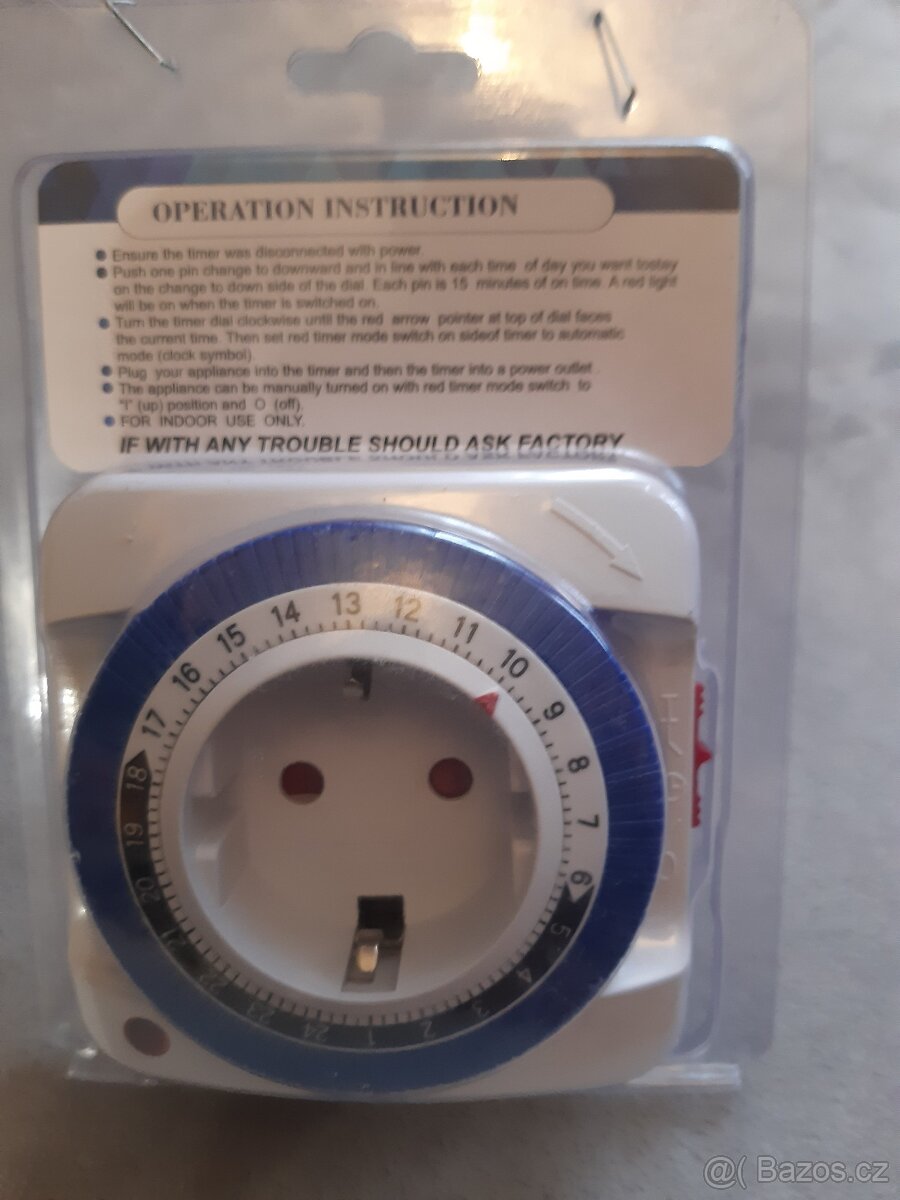 OPERATION INSTRUCTION
Ensure the timer was disconnected with power.
Push one pin change to downward and in line with each time of day you want tostay
on the change to down side of the dial. Each pin is 15 minutes of on time. A red light
will be on when the timer is switched on.
Turn the timer dial clockwise until the red arrow pointer at top of dial faces
the current time. Then set red timer mode switch on sideof timer to automatic
mode (clock symbol).
Plug your appliance into the timer and then the timer into a power outlet.
The appliance can be manually turned on with red timer mode switch to
"I" (up) position and O (off).
FOR INDOOR USE ONLY.
IF WITH ANY TROUBLE SHOULD ASK FACTORY
13
12
11
10
9
8
7
6
5
4
3
2
1
24
23
22
21
20
19
18
17
16
15
14
@( Bazos.cz